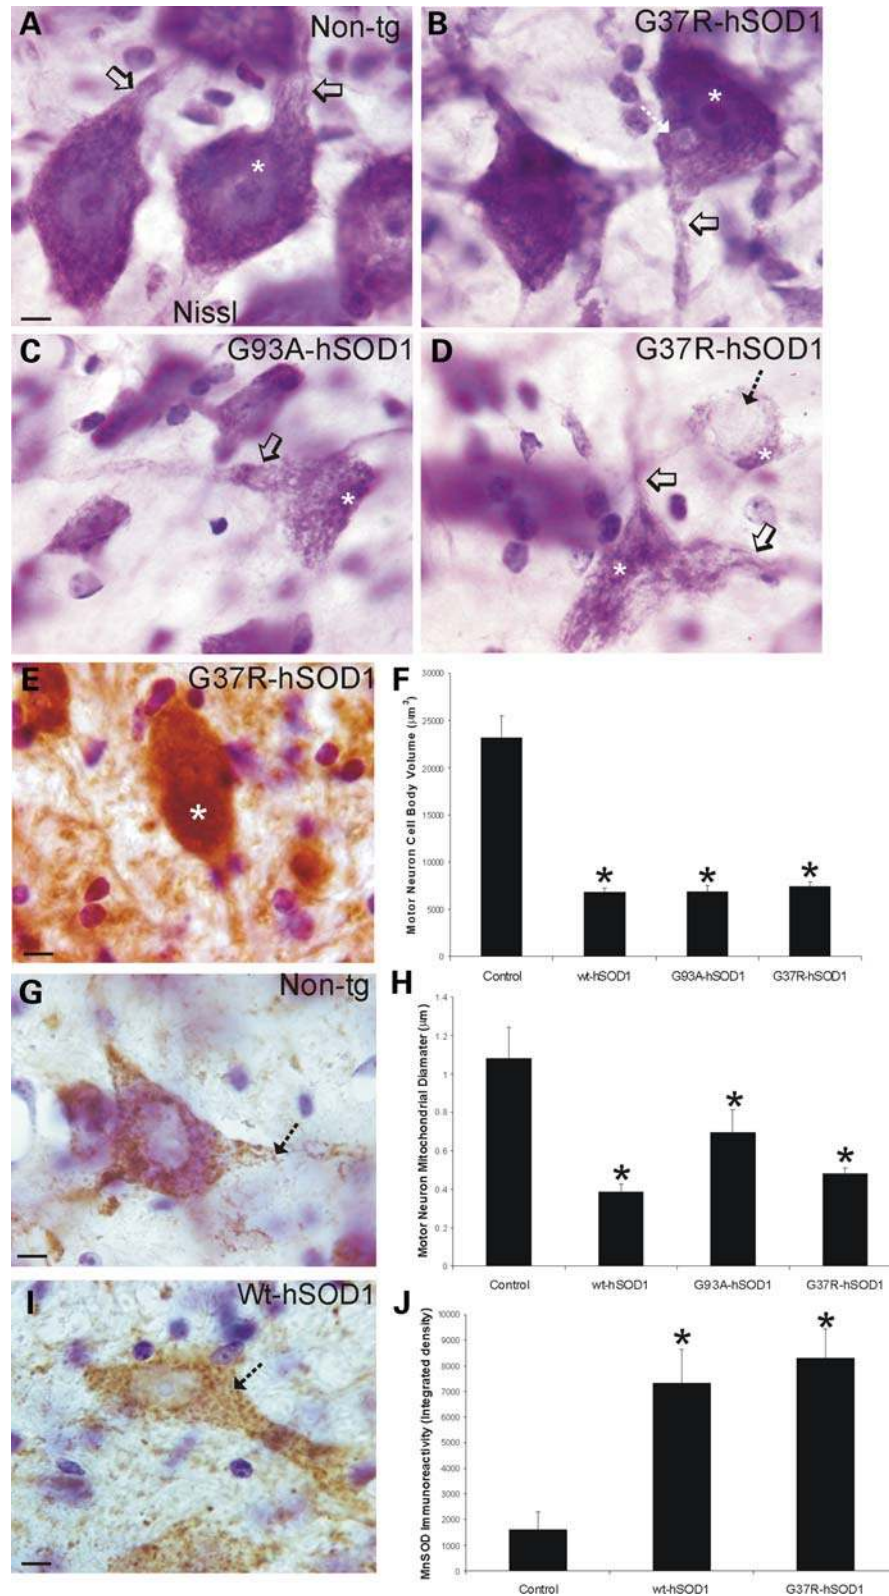 A
Non-tg
Nissl
B
G37R-hSOD1
*
*
C
G93A-hSOD1
*
D
G37R-hSOD1
*
*
E
G37R-hSOD1
*
F
Motor Neuron Cell Body Volume (µm³)
30000
25000
20000
15000
10000
5000
0
* * *
Control wt-hSOD1 G93A-hSOD1 G37R-hSOD1
G
Non-tg
H
Motor Neuron Mitochondrial Diamater (µm)
1.4
1.2
1
0.8
0.6
0.4
0.2
0
* * *
Control wt-hSOD1 G93A-hSOD1 G37R-hSOD1
I
Wt-hSOD1
J
MnSOD Immunoreactivity (Integrated density)
10000
9000
8000
7000
6000
5000
4000
3000
2000
1000
0
* *
Control wt-hSOD1 G37R-hSOD1